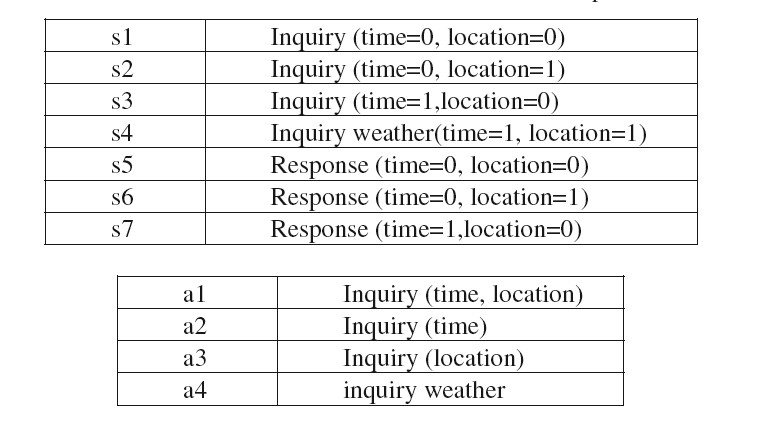 s1 Inquiry (time=0, location=0)
s2 Inquiry (time=0, location=1)
s3 Inquiry (time=1,location=0)
s4 Inquiry weather(time=1, location=1)
s5 Response (time=0, location=0)
s6 Response (time=0, location=1)
s7 Response (time=1,location=0)
a1 Inquiry (time, location)
a2 Inquiry (time)
a3 Inquiry (location)
a4 inquiry weather